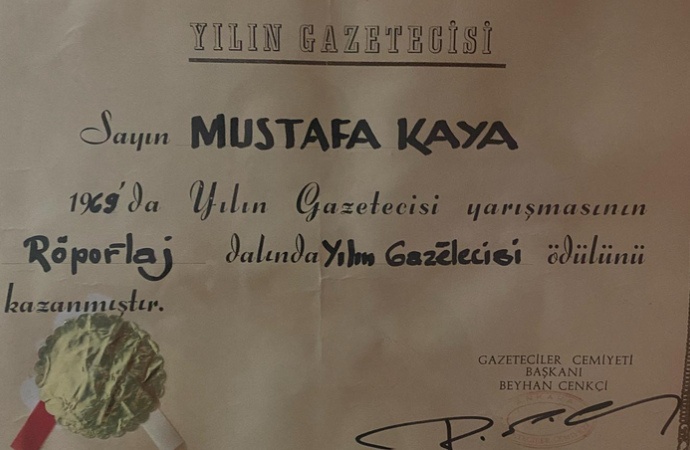 YILIN GAZETECİSİ
Sayın MUSTAFA KAYA
1969'da Yılın Gazetecisi yarışmasının
Röportaj dalında Yılın Gazetecisi ödülünü
kazanmıştır.
GAZETECİLER CEMİYETİ
BAŞKANI
BEYHAN CENKÇİ